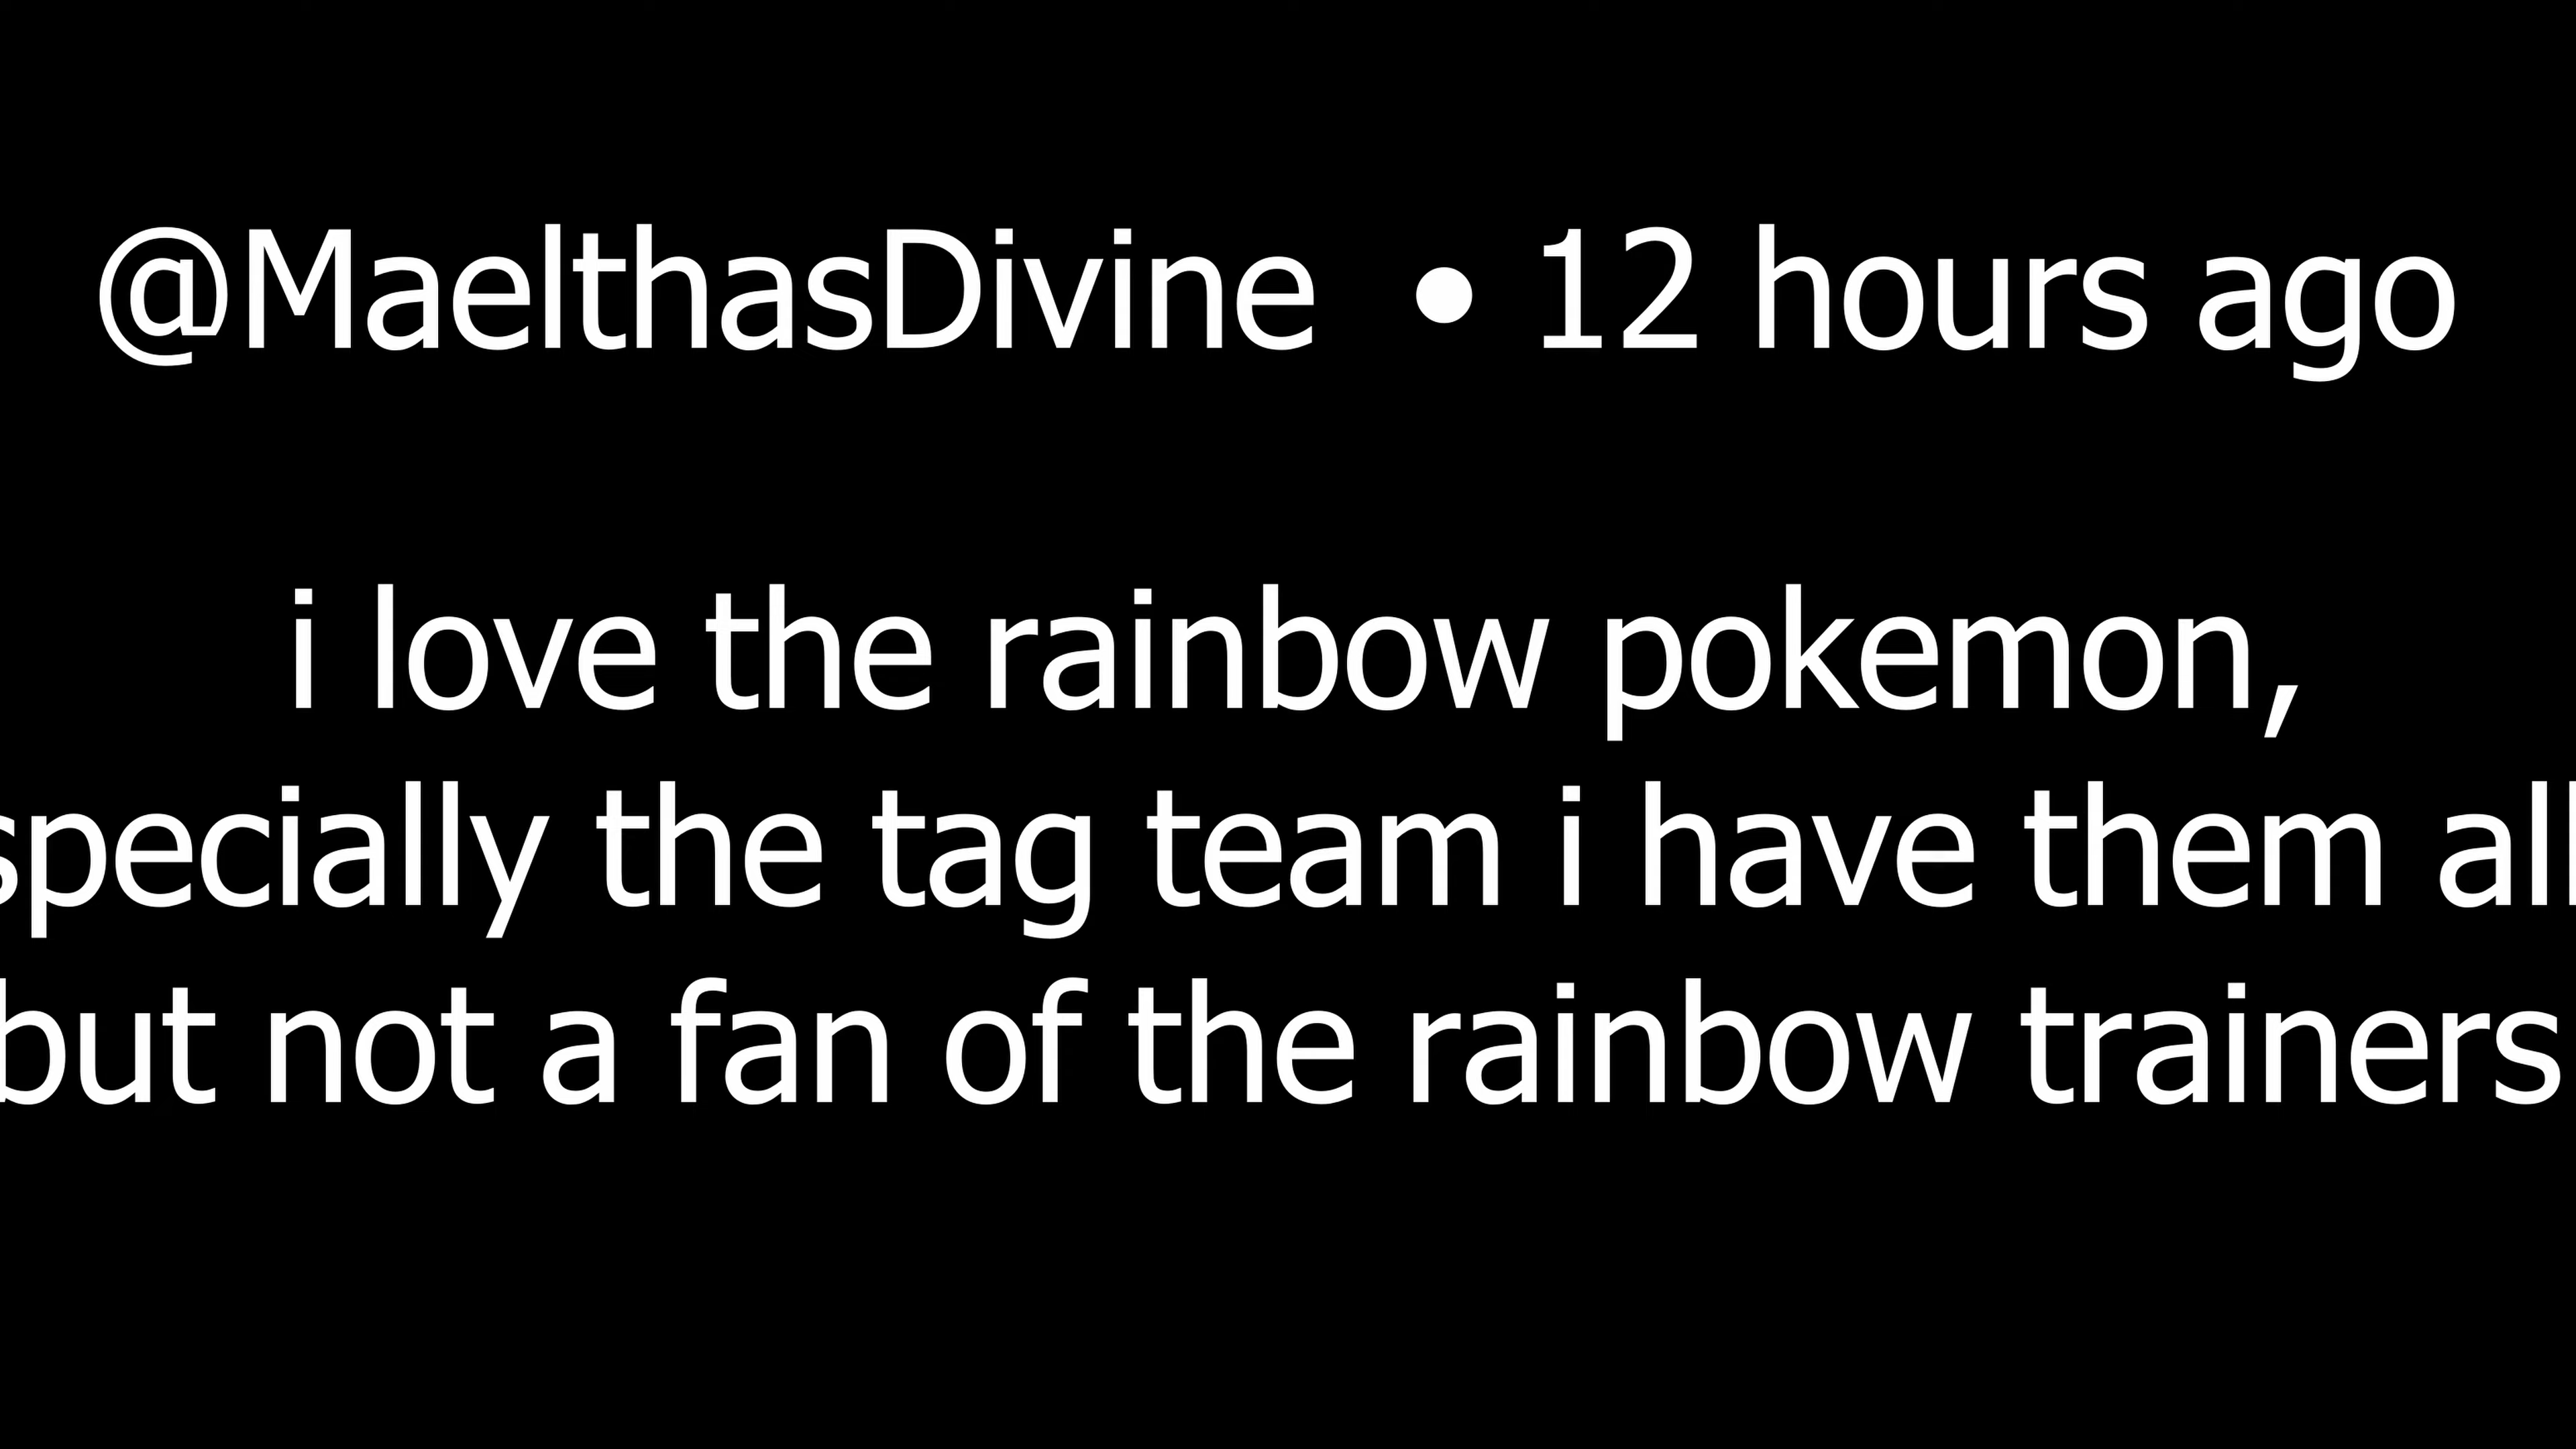 @MaelthasDivine • 12 hours ago
i love the rainbow pokemon,
specially the tag team i have them all
but not a fan of the rainbow trainers